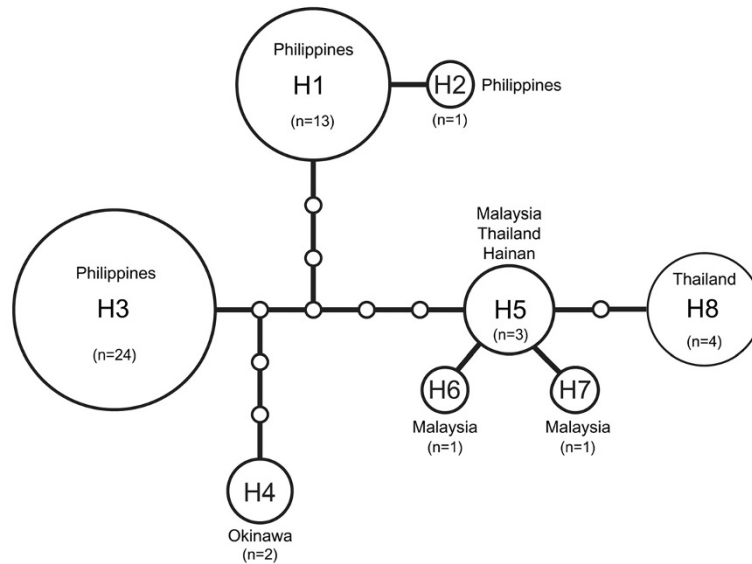 Philippines
H1
(n=13)
H2
Philippines
(n=1)
Malaysia
Thailand
Hainan
Philippines
H3
(n=24)
H5
(n=3)
Thailand
H8
(n=4)
H6
Malaysia
(n=1)
H7
Malaysia
(n=1)
H4
Okinawa
(n=2)